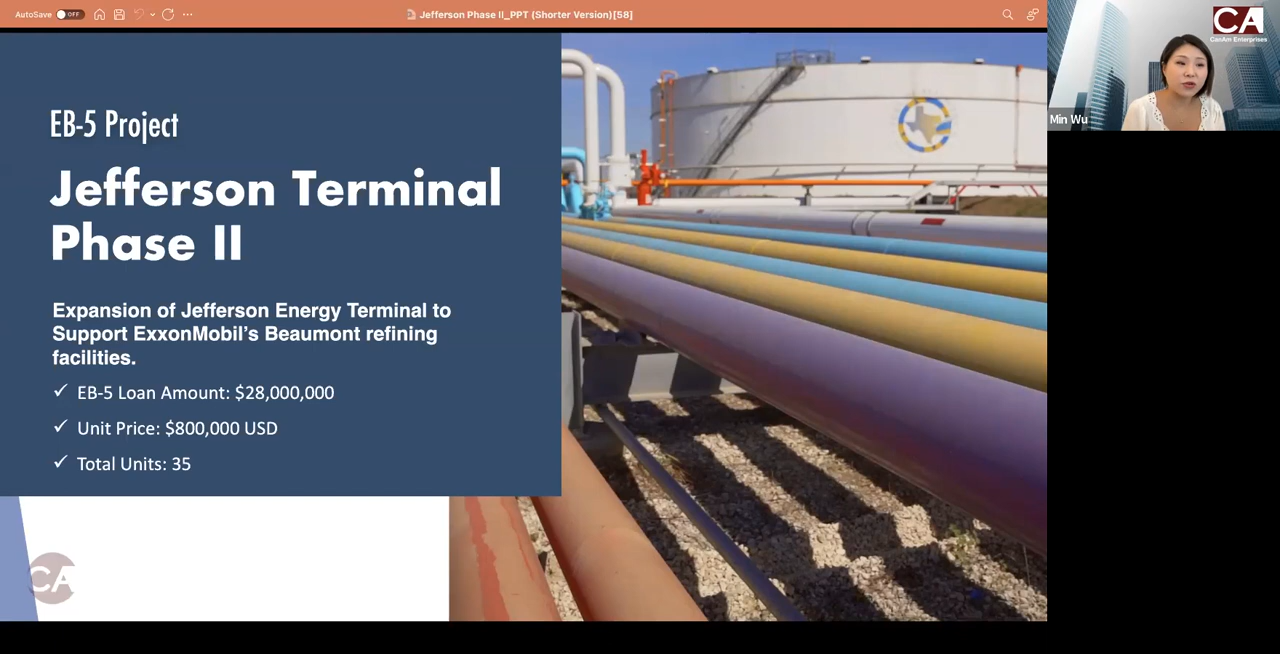 AutoSave OFF
Jefferson Phase II_PPT (Shorter Version)[58]
CA
CanAm Enterprises
Min Wu
EB-5 Project
Jefferson Terminal
Phase II
Expansion of Jefferson Energy Terminal to
Support ExxonMobil's Beaumont refining
facilities.
✓ EB-5 Loan Amount: $28,000,000
✓ Unit Price: $800,000 USD
✓ Total Units: 35
CA